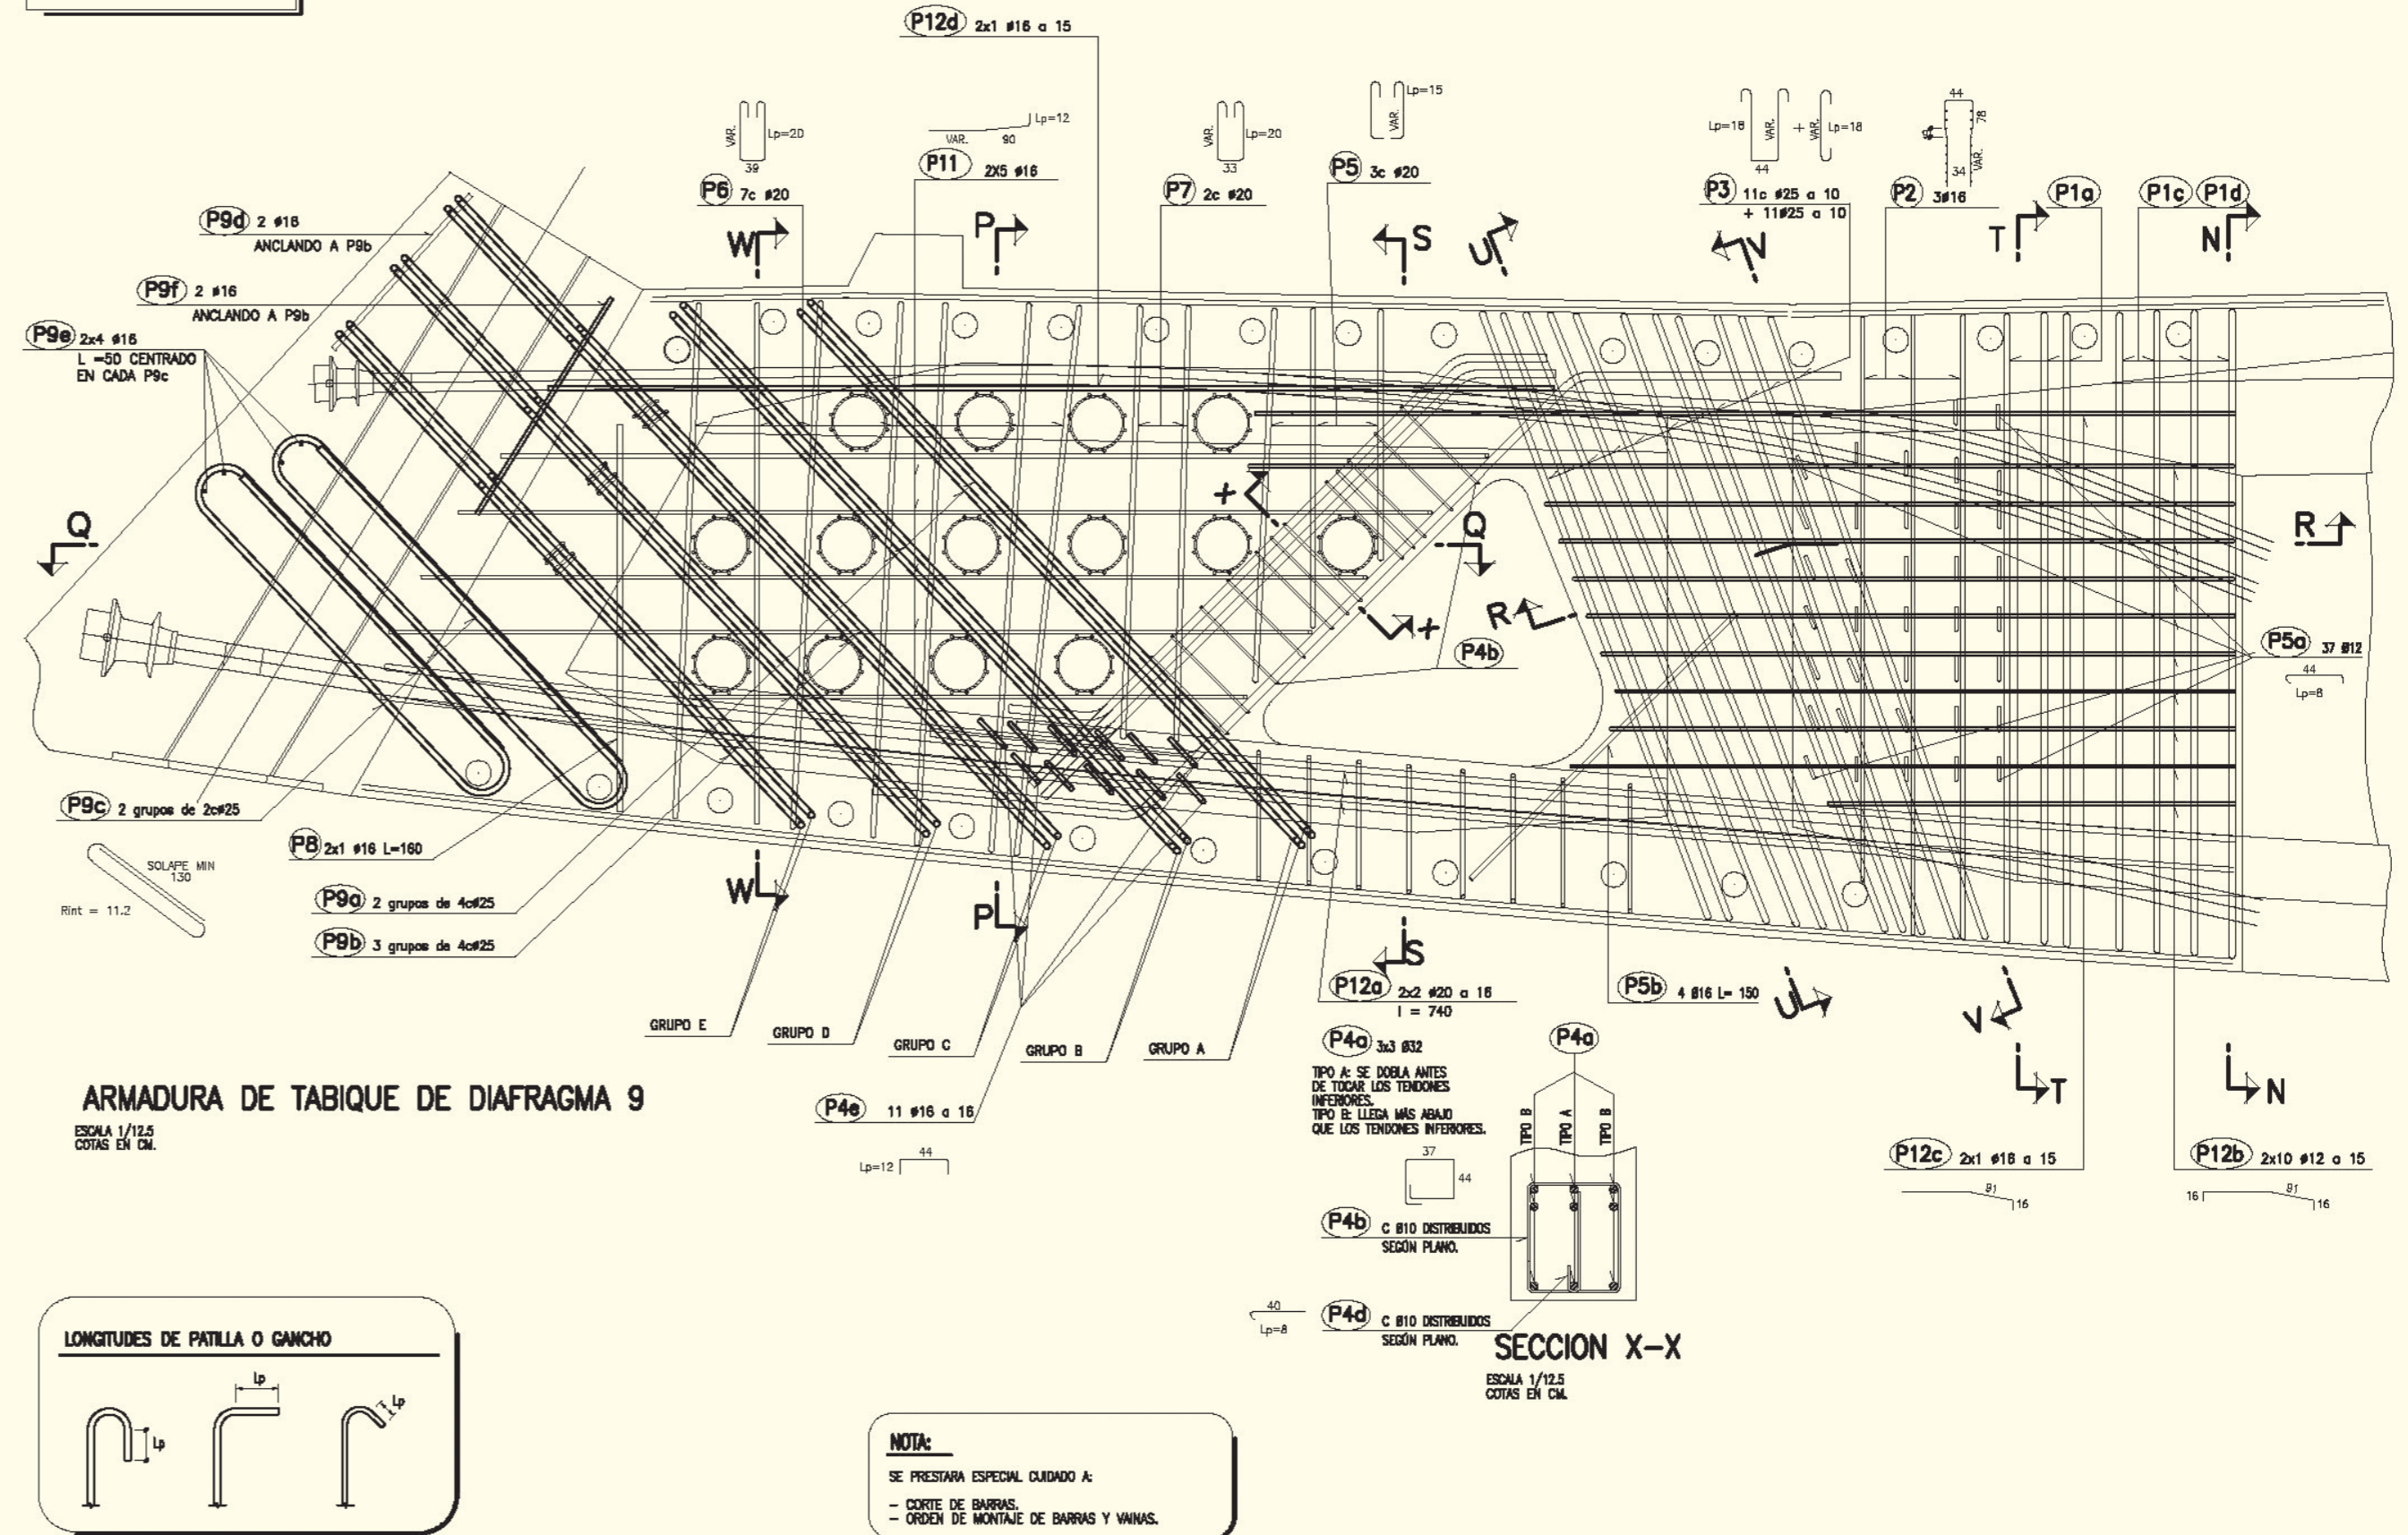 P12d 2x1 ø16 a 15
Lp=15
VAR.
VAR.
Lp=20
39
Lp=12
VAR. 90
VAR.
Lp=20
33
Lp=18
VAR.
+
VAR.
Lp=18
44
44
78
VAR.
34
P6 7c ø20
P11 2X5 ø16
P7 2c ø20
P5 3c ø20
P3 11c ø25 a 10
+ 11ø25 a 10
P2 3ø16
P1a
P1c P1d
P9d 2 ø16
ANCLANDO A P9b
W
P
S
U
V
T
N
P9f 2 ø16
ANCLANDO A P9b
P9e 2x4 ø16
L =50 CENTRADO
EN CADA P9c
Q
+
Q
R
R
+
P4b
P5a 37 Ø12
44
Lp=8
P9c 2 grupos de 2cø25
P8 2x1 ø16 L=160
SOLAPE MIN
130
Rint = 11.2
P9a 2 grupos de 4cø25
P9b 3 grupos de 4cø25
W
P
S
P12a 2x2 ø20 a 16
l = 740
P5b 4 Ø16 L= 150
U
V
T
N
GRUPO E
GRUPO D
GRUPO C
GRUPO B
GRUPO A
P4a 3x3 Ø32
TIPO A: SE DOBLA ANTES
DE TOCAR LOS TENDONES
INFERIORES.
TIPO B: LLEGA MÁS ABAJO
QUE LOS TENDONES INFERIORES.
P4a
TIPO B
TIPO A
TIPO B
ARMADURA DE TABIQUE DE DIAFRAGMA 9
ESCALA 1/12.5
COTAS EN CM.
P4e 11 ø16 a 16
44
Lp=12
37
44
P4b C Ø10 DISTRIBUIDOS
SEGÚN PLANO.
P12c 2x1 ø16 a 15
91
16
P12b 2x10 ø12 a 15
16
91
16
40
Lp=8
P4d C Ø10 DISTRIBUIDOS
SEGÚN PLANO.
SECCION X-X
ESCALA 1/12.5
COTAS EN CM.
LONGITUDES DE PATILLA O GANCHO
Lp
Lp
Lp
NOTA:
SE PRESTARA ESPECIAL CUIDADO A:
- CORTE DE BARRAS.
- ORDEN DE MONTAJE DE BARRAS Y VAINAS.